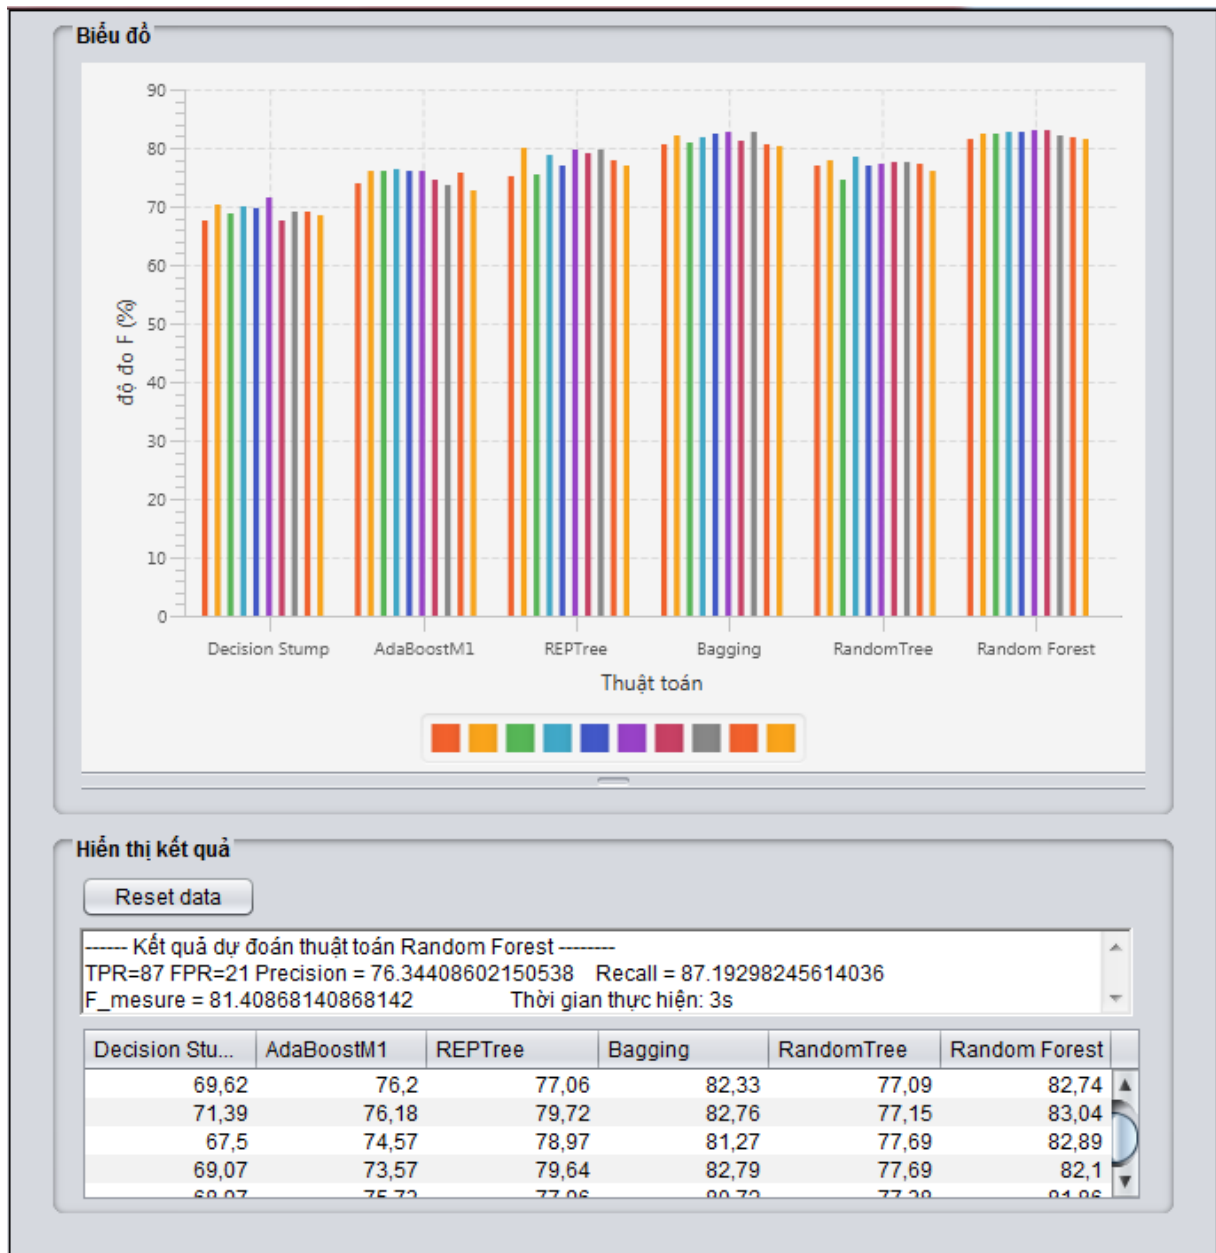 Biểu đồ
90
80
70
60
50
40
30
20
10
0
độ đo F (%)
Decision Stump AdaBoostM1 REPTree Bagging RandomTree Random Forest
Thuật toán
Hiển thị kết quả
Reset data
------ Kết quả dự đoán thuật toán Random Forest --------
TPR=87 FPR=21 Precision = 76.34408602150538 Recall = 87.19298245614036
F_mesure = 81.40868140868142 Thời gian thực hiện: 3s
Decision Stu... AdaBoostM1 REPTree Bagging RandomTree Random Forest
69,62 76,2 77,06 82,33 77,09 82,74
71,39 76,18 79,72 82,76 77,15 83,04
67,5 74,57 78,97 81,27 77,69 82,89
69,07 73,57 79,64 82,79 77,69 82,1